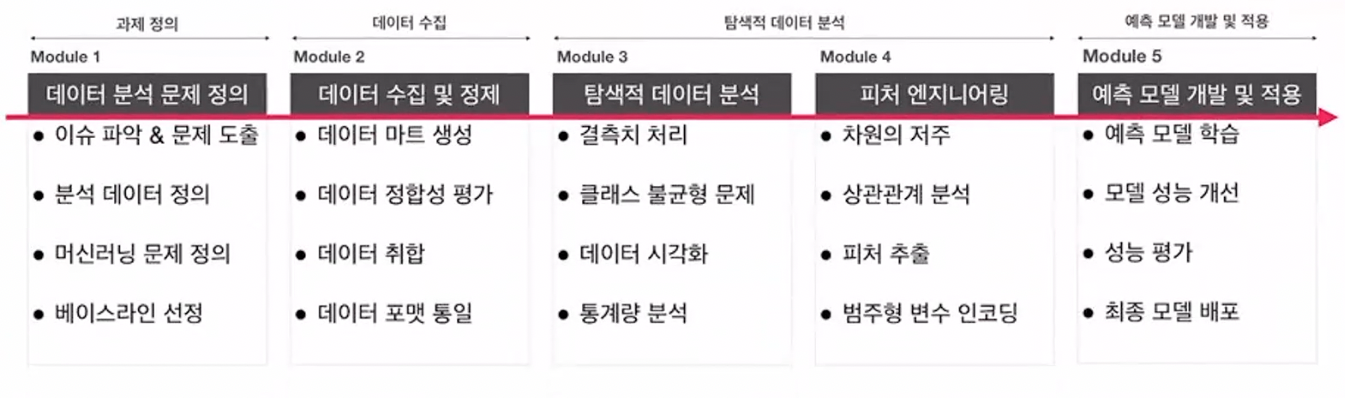 과제 정의
데이터 수집
탐색적 데이터 분석
예측 모델 개발 및 적용
Module 1
데이터 분석 문제 정의
이슈 파악 & 문제 도출
분석 데이터 정의
머신러닝 문제 정의
베이스라인 선정
Module 2
데이터 수집 및 정제
데이터 마트 생성
데이터 정합성 평가
데이터 취합
데이터 포맷 통일
Module 3
탐색적 데이터 분석
결측치 처리
클래스 불균형 문제
데이터 시각화
통계량 분석
Module 4
피처 엔지니어링
차원의 저주
상관관계 분석
피처 추출
범주형 변수 인코딩
Module 5
예측 모델 개발 및 적용
예측 모델 학습
모델 성능 개선
성능 평가
최종 모델 배포